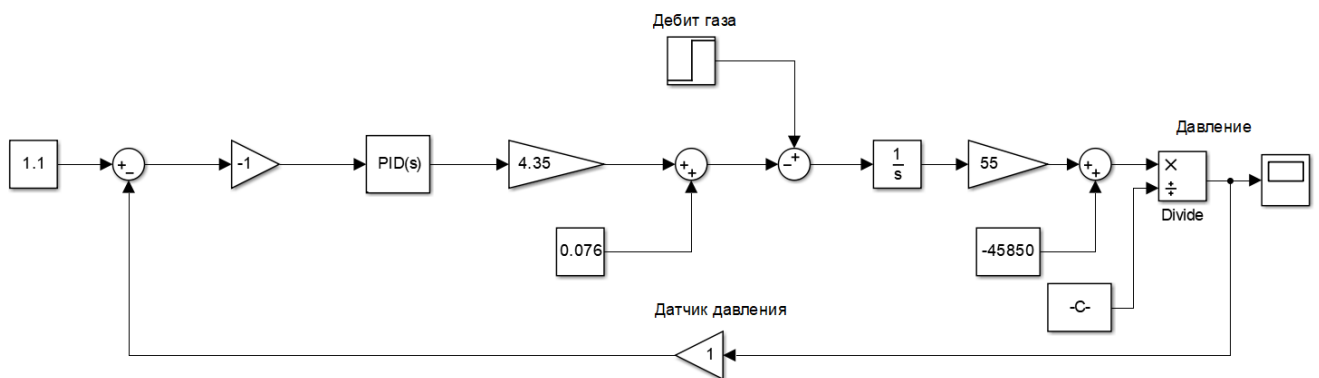 Дебит газа
Давление
1.1
+
−
-1
PID(s)
4.35
+
+
−
+
1
s
55
+
+
×
÷
Divide
0.076
-45850
-C-
Датчик давления
1